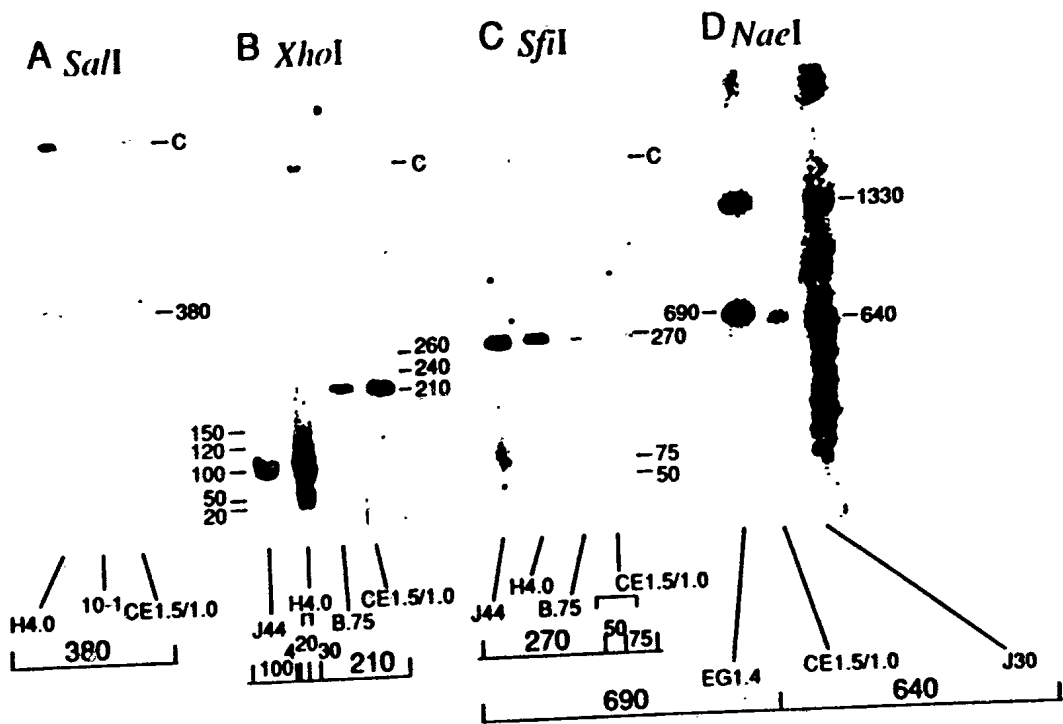 A SalI
B XhoI
C SfiI
D NaeI
–C
–C
–C
–1330
–380
690–
–640
–260
–270
–240
–210
150–
120–
100–
50–
20–
–75
–50
H4.0
10-1
CE1.5/1.0
380
J44
H4.0
B.75
CE1.5/1.0
100
4
20
30
210
J44
H4.0
B.75
CE1.5/1.0
270
50
75
EG1.4
CE1.5/1.0
J30
690
640